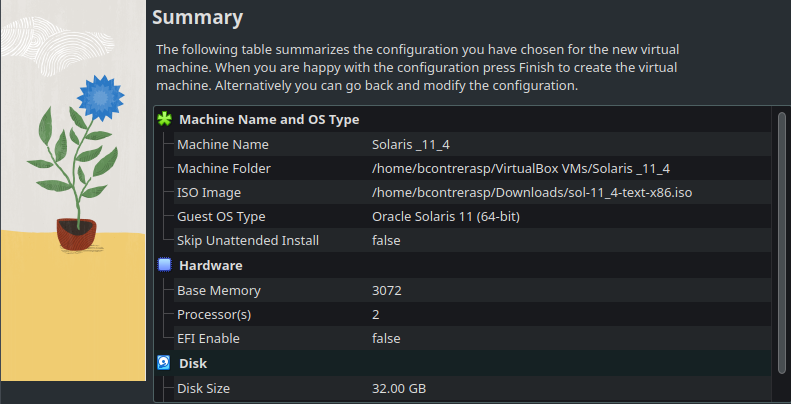 Summary
The following table summarizes the configuration you have chosen for the new virtual
machine. When you are happy with the configuration press Finish to create the virtual
machine. Alternatively you can go back and modify the configuration.
Machine Name and OS Type
Machine Name Solaris _11_4
Machine Folder /home/bcontrerasp/VirtualBox VMs/Solaris _11_4
ISO Image /home/bcontrerasp/Downloads/sol-11_4-text-x86.iso
Guest OS Type Oracle Solaris 11 (64-bit)
Skip Unattended Install false
Hardware
Base Memory 3072
Processor(s) 2
EFI Enable false
Disk
Disk Size 32.00 GB